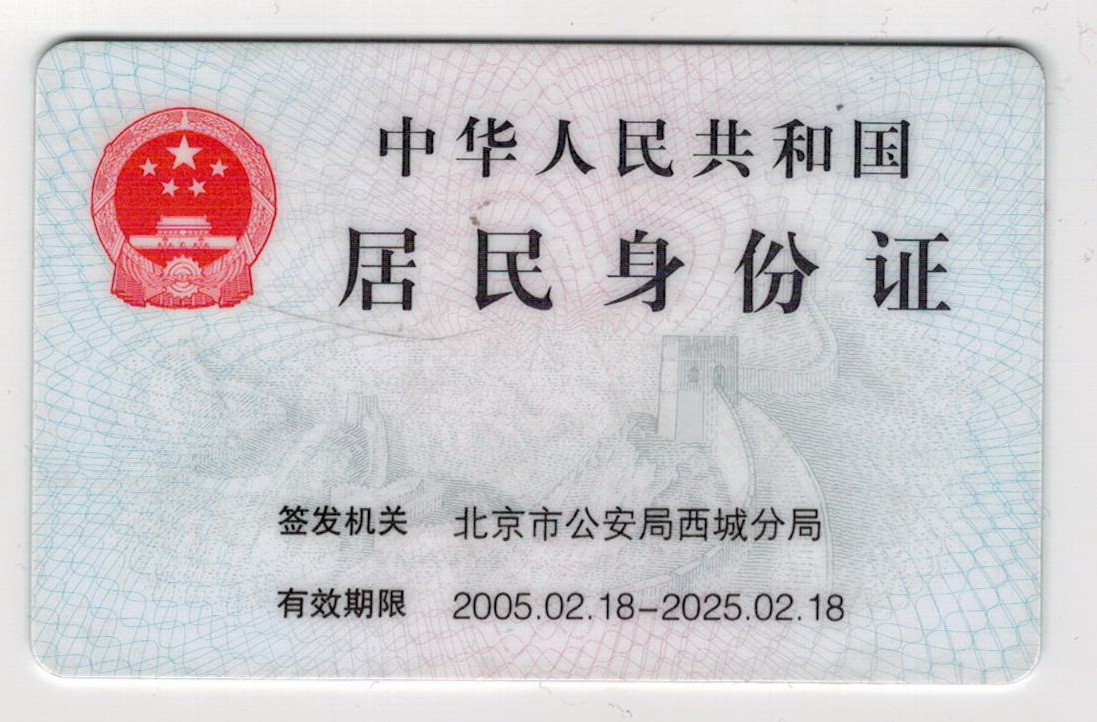 中华人民共和国
居民身份证
签发机关 北京市公安局西城分局
有效期限 2005.02.18-2025.02.18